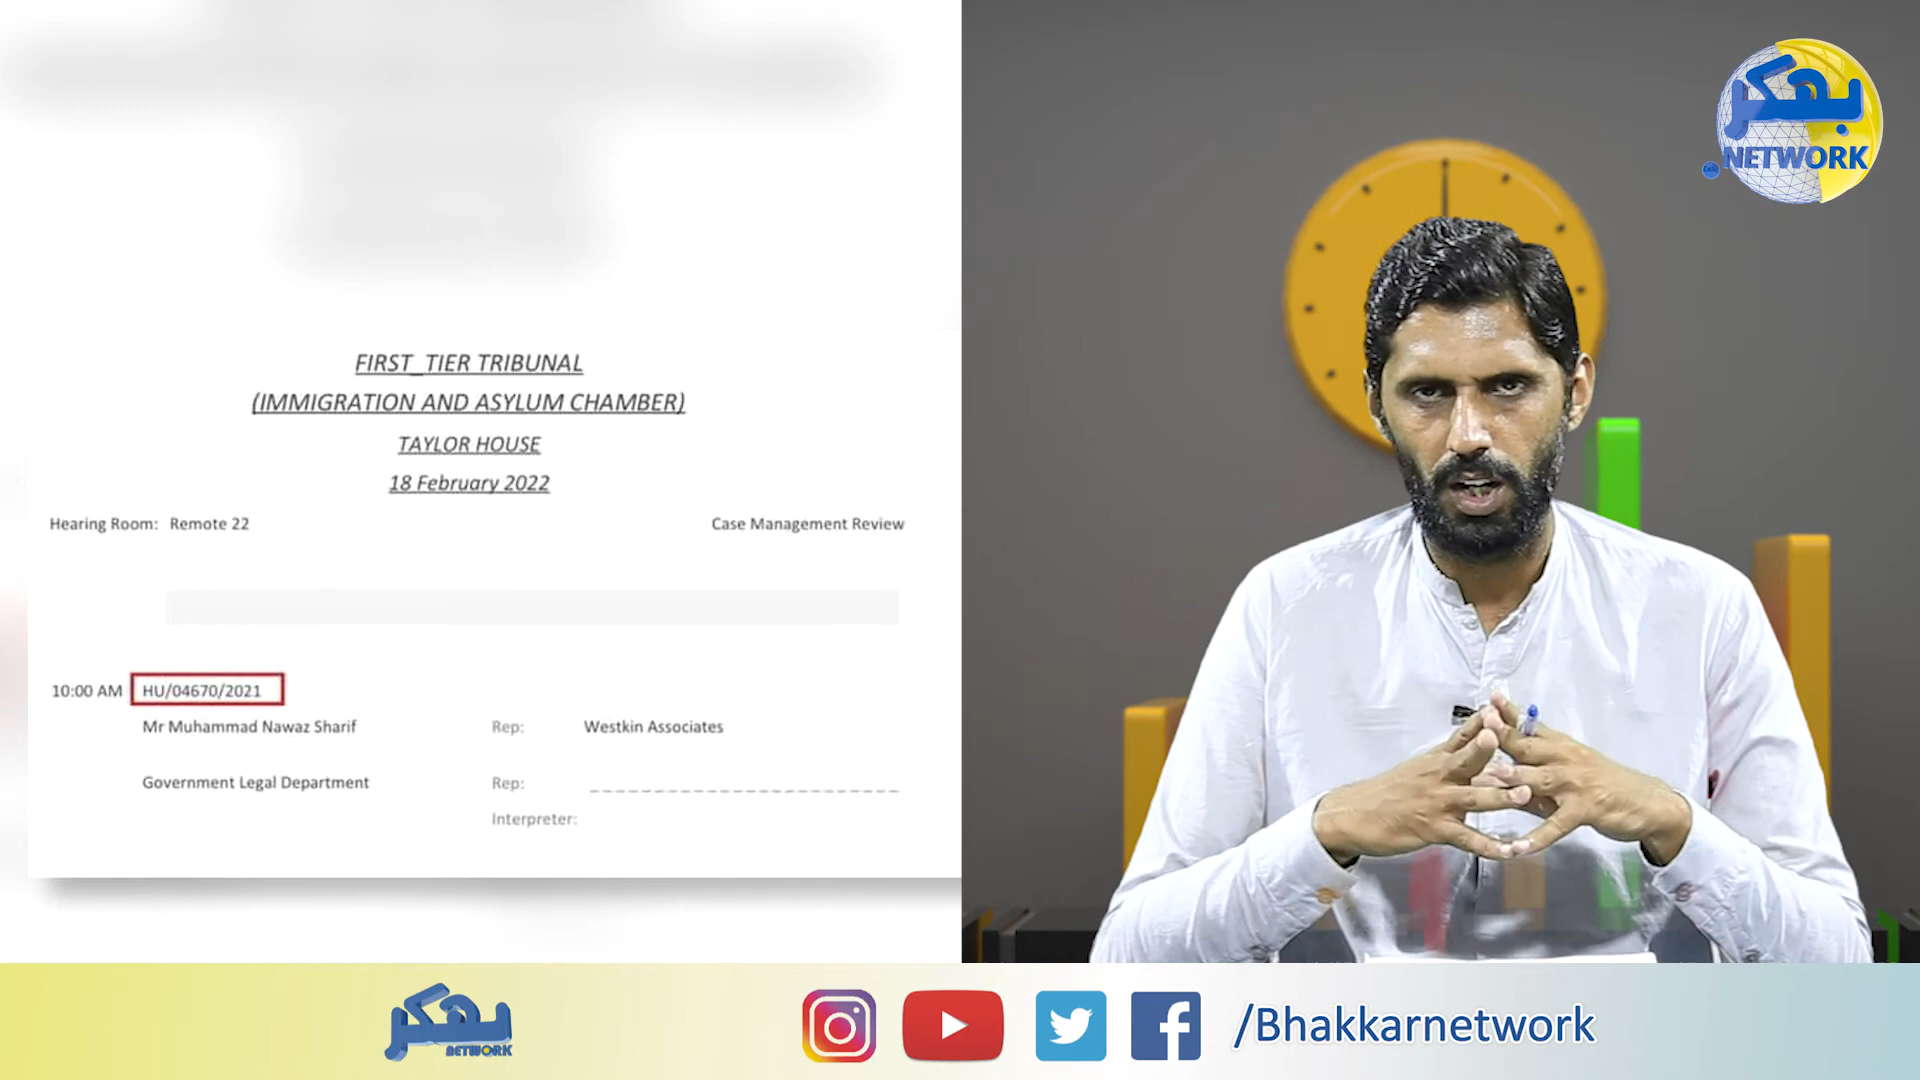 FIRST_TIER TRIBUNAL
(IMMIGRATION AND ASYLUM CHAMBER)
TAYLOR HOUSE
18 February 2022
Hearing Room: Remote 22 Case Management Review
10:00 AM HU/04670/2021
Mr Muhammad Nawaz Sharif Rep: Westkin Associates
Government Legal Department Rep:
Interpreter:
بھکر
NETWORK
بھکر
NETWORK
/Bhakkarnetwork